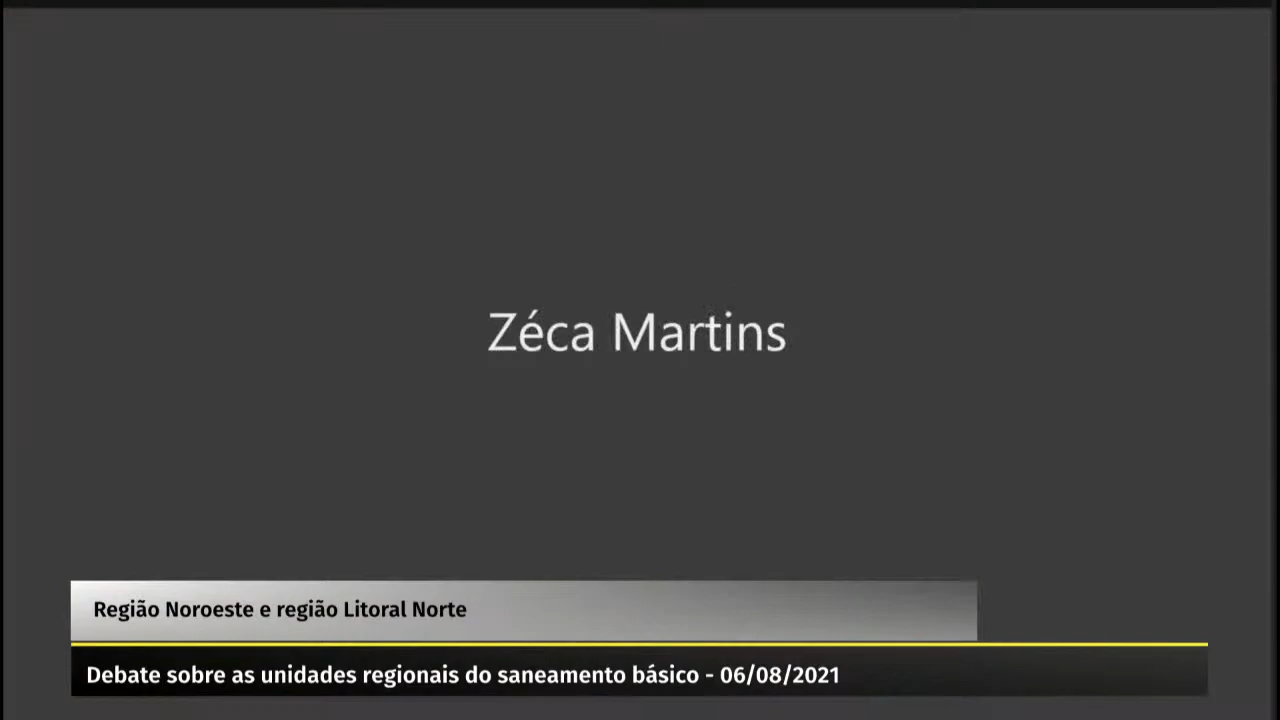 Zéca Martins
Região Noroeste e região Litoral Norte
Debate sobre as unidades regionais do saneamento básico - 06/08/2021